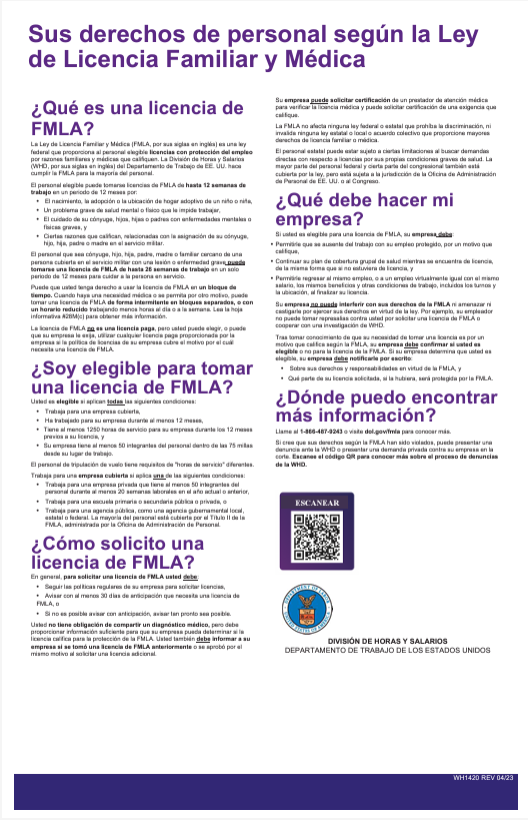 Sus derechos de personal según la Ley
de Licencia Familiar y Médica
¿Qué es una licencia de
FMLA?
La Ley de Licencia Familiar y Médica (FMLA, por sus siglas en inglés) es una ley
federal que proporciona al personal elegible licencias con protección del empleo
por razones familiares y médicas que califiquen. La División de Horas y Salarios
(WHD, por sus siglas en inglés) del Departamento de Trabajo de EE. UU. hace
cumplir la FMLA para la mayoría del personal.
El personal elegible puede tomarse licencias de FMLA de hasta 12 semanas de
trabajo en un periodo de 12 meses por:
• El nacimiento, la adopción o la ubicación de hogar adoptivo de un niño o niña,
• Un problema grave de salud mental o físico que le impide trabajar,
• El cuidado de su cónyuge, hijos, hijas o padres con enfermedades mentales o
físicas graves, y
• Ciertas razones que califican, relacionadas con la asignación de su cónyuge,
hijo, hija, padre o madre en el servicio militar.
El personal que sea cónyuge, hijo, hija, padre, madre o familiar cercano de una
persona cubierta en el servicio militar con una lesión o enfermedad grave puede
tomarse una licencia de FMLA de hasta 26 semanas de trabajo en un solo
periodo de 12 meses para cuidar a la persona en servicio.
Puede que usted tenga derecho a usar la licencia de FMLA en un bloque de
tiempo. Cuando haya una necesidad médica o se permita por otro motivo, puede
tomar una licencia de FMLA de forma intermitente en bloques separados, o con
un horario reducido trabajando menos horas al día o a la semana. Lea la hoja
informativa #28M(c) para obtener más información.
La licencia de FMLA no es una licencia paga, pero usted puede elegir, o puede
que su empresa le exija, utilizar cualquier licencia paga proporcionada por la
empresa si la política de licencias de su empresa cubre el motivo por el cual
necesita una licencia de FMLA.
¿Soy elegible para tomar
una licencia de FMLA?
Usted es elegible si aplican todas las siguientes condiciones:
• Trabaja para una empresa cubierta,
• Ha trabajado para su empresa durante al menos 12 meses,
• Tiene al menos 1250 horas de servicio para su empresa durante los 12 meses
previos a su licencia, y
• Su empresa tiene al menos 50 integrantes del personal dentro de las 75 millas
desde su lugar de trabajo.
El personal de tripulación de vuelo tiene requisitos de "horas de servicio" diferentes.
Trabaja para una empresa cubierta si aplica una de las siguientes condiciones:
• Trabaja para una empresa privada que tiene al menos 50 integrantes del
personal durante al menos 20 semanas laborales en el año actual o anterior,
• Trabaja para una escuela primaria o secundaria pública o privada, o
• Trabaja para una agencia pública, como una agencia gubernamental local,
estatal o federal. La mayoría del personal está cubierta por el Título II de la
FMLA, administrada por la Oficina de Administración de Personal.
¿Cómo solicito una
licencia de FMLA?
En general, para solicitar una licencia de FMLA usted debe:
• Seguir las políticas regulares de su empresa para solicitar licencias,
• Avisar con al menos 30 días de anticipación que necesita una licencia de
FMLA, o
• Si no es posible avisar con anticipación, avisar tan pronto sea posible.
Usted no tiene obligación de compartir un diagnóstico médico, pero debe
proporcionar información suficiente para que su empresa pueda determinar si la
licencia califica para la protección de la FMLA. Usted también debe informar a su
empresa si se tomó una licencia de FMLA anteriormente o se aprobó por el
mismo motivo al solicitar una licencia adicional.
Su empresa puede solicitar certificación de un prestador de atención médica
para verificar la licencia médica y puede solicitar certificación de una exigencia que
califique.
La FMLA no afecta ninguna ley federal o estatal que prohíba la discriminación, ni
invalida ninguna ley estatal o local o acuerdo colectivo que proporcione mayores
derechos de licencia familiar o médica.
El personal estatal puede estar sujeto a ciertas limitaciones al buscar demandas
directas con respecto a licencias por sus propias condiciones graves de salud. La
mayor parte del personal federal y cierta parte del congresional también está
cubierta por la ley, pero está sujeta a la jurisdicción de la Oficina de Administración
de Personal de EE. UU. o al Congreso.
¿Qué debe hacer mi
empresa?
Si usted es elegible para una licencia de FMLA, su empresa debe:
• Permitirle que se ausente del trabajo con su empleo protegido, por un motivo que
califique,
• Continuar su plan de cobertura grupal de salud mientras se encuentra de licencia,
de la misma forma que si no estuviera de licencia, y
• Permitirle regresar al mismo empleo, o a un empleo virtualmente igual con el mismo
salario, los mismos beneficios y otras condiciones de trabajo, incluidos los turnos y
la ubicación, al finalizar su licencia.
Su empresa no puede interferir con sus derechos de la FMLA ni amenazar ni
castigarle por ejercer sus derechos en virtud de la ley. Por ejemplo, su empleador
no puede tomar represalias contra usted por solicitar una licencia de FMLA o
cooperar con una investigación de WHD.
Tras tomar conocimiento de que su necesidad de tomar una licencia es por un
motivo que califica según la FMLA, su empresa debe confirmar si usted es
elegible o no para la licencia de la FMLA. Si su empresa determina que usted es
elegible, su empresa debe notificarle por escrito:
• Sobre sus derechos y responsabilidades en virtud de la FMLA, y
• Qué parte de su licencia solicitada, si la hubiera, será protegida por la FMLA.
¿Dónde puedo encontrar
más información?
Llame al 1-866-487-9243 o visite dol.gov/fmla para conocer más.
Si cree que sus derechos según la FMLA han sido violados, puede presentar una
denuncia ante la WHD o presentar una demanda privada contra su empresa en la
corte. Escanee el código QR para conocer más sobre el proceso de denuncias
de la WHD.
ESCANEAR
DIVISIÓN DE HORAS Y SALARIOS
DEPARTAMENTO DE TRABAJO DE LOS ESTADOS UNIDOS
WH1420 REV 04/23